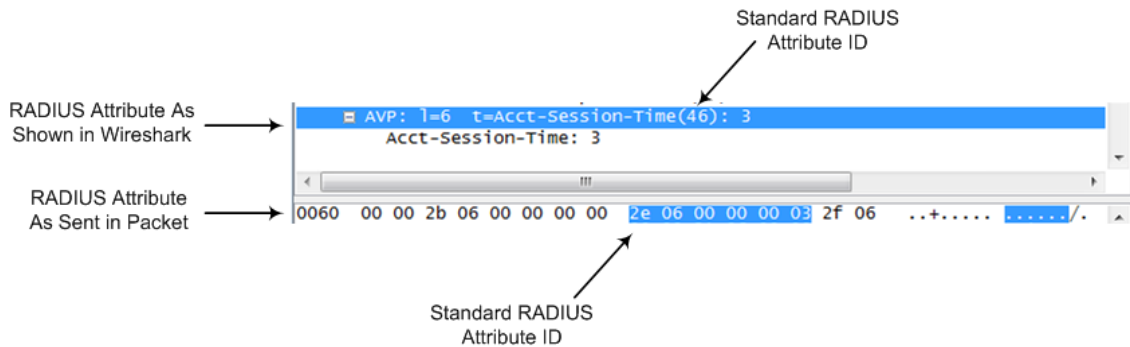 Standard RADIUS
Attribute ID
RADIUS Attribute As
Shown in Wireshark
AVP: l=6  t=Acct-Session-Time(46): 3
Acct-Session-Time: 3
RADIUS Attribute
As Sent in Packet
0060  00 00 2b 06 00 00 00 00  2e 06 00 00 00 03 2f 06  ..+..... ....../.
Standard RADIUS
Attribute ID